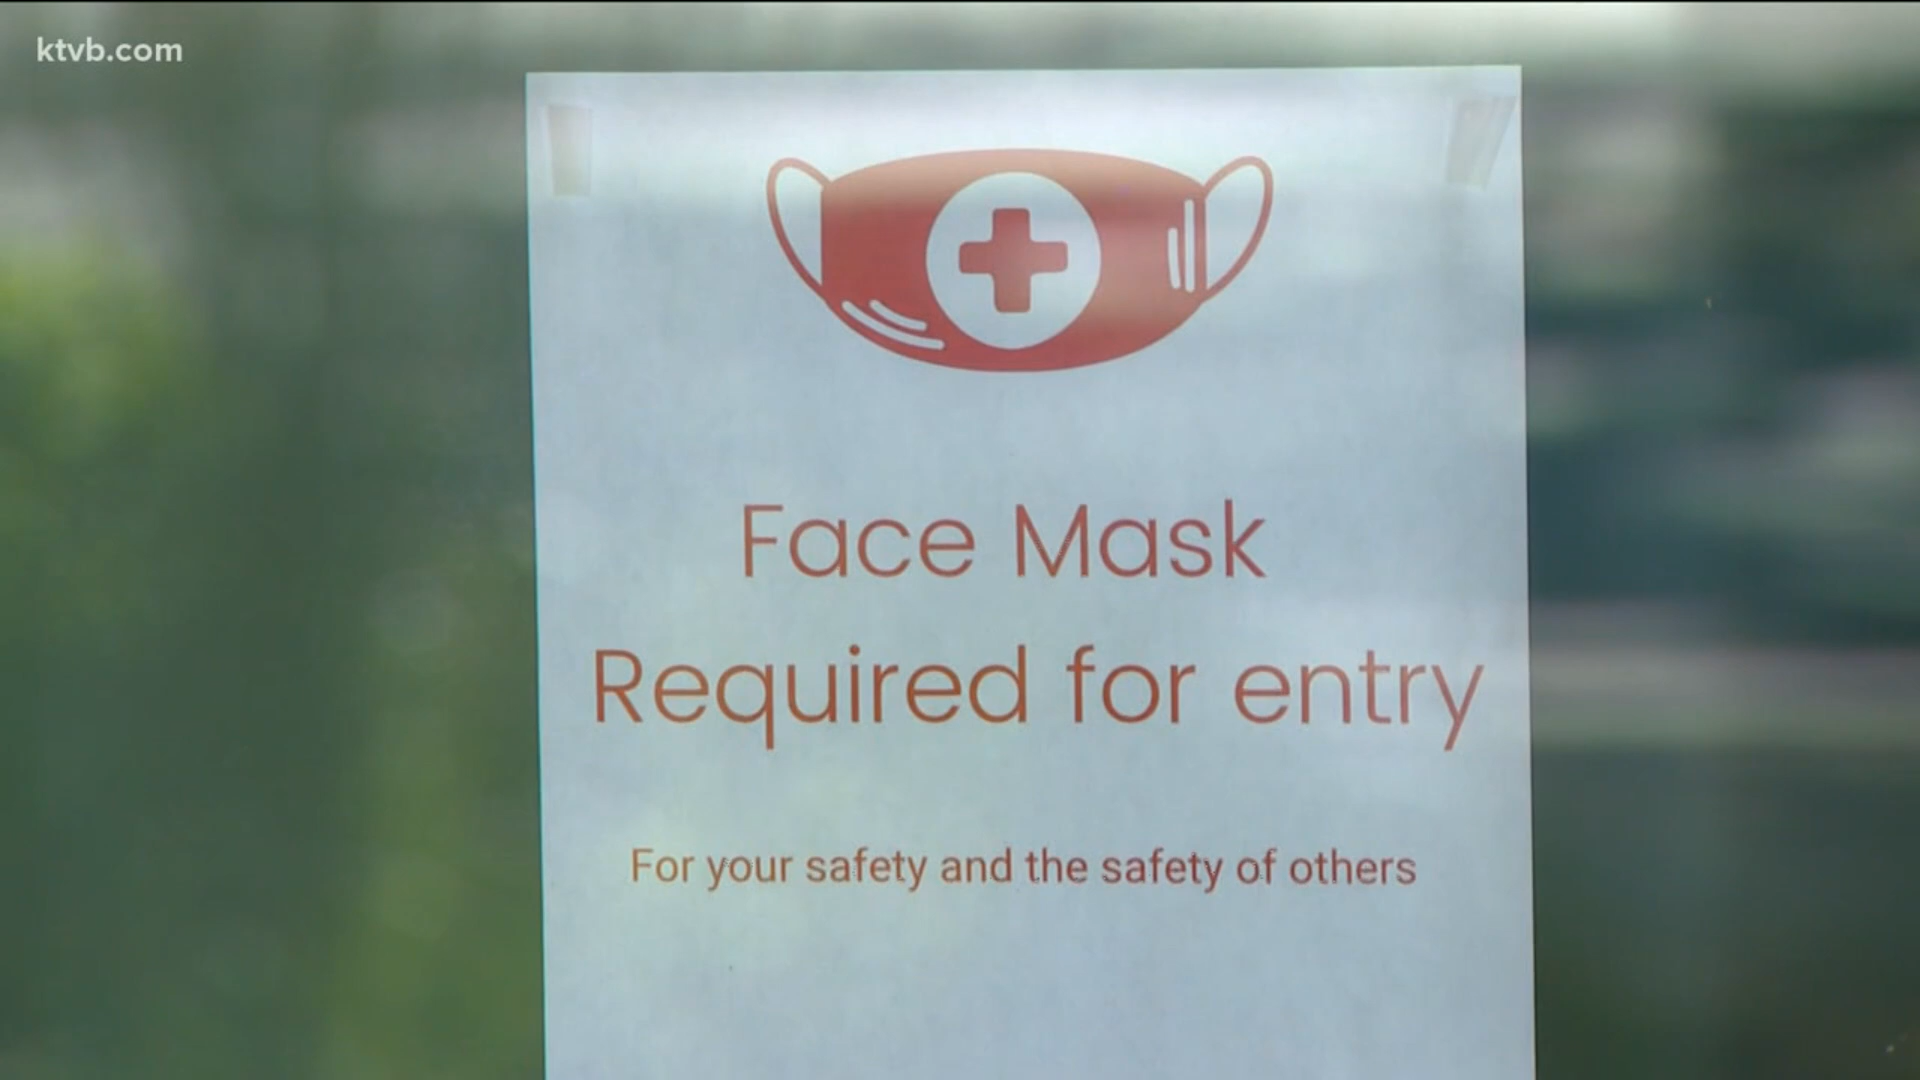 ktvb.com
Face Mask
Required for entry
For your safety and the safety of others